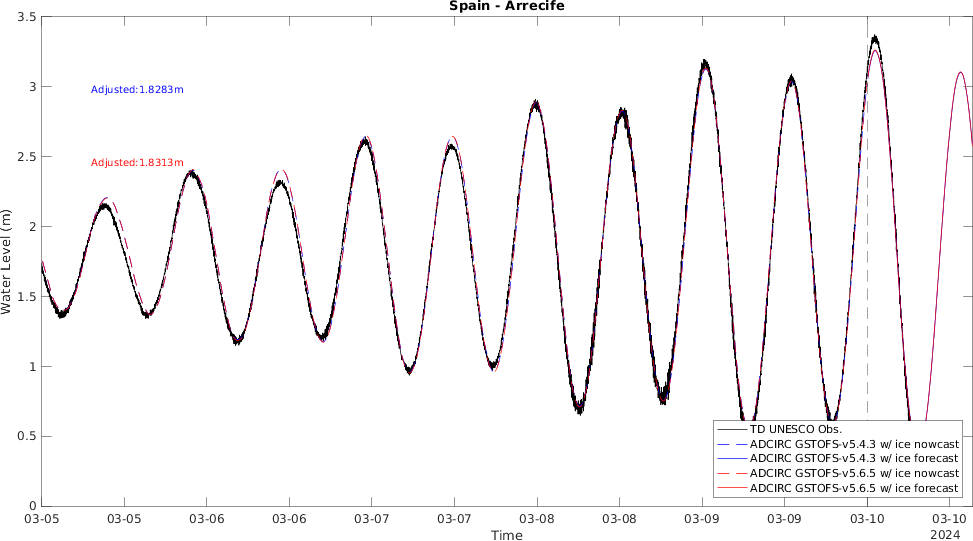 Spain - Arrecife
3.5
3
2.5
2
1.5
1
0.5
0
Water Level (m)
Adjusted:1.8283m
Adjusted:1.8313m
TD UNESCO Obs.
ADCIRC GSTOFS-v5.4.3 w/ ice nowcast
ADCIRC GSTOFS-v5.4.3 w/ ice forecast
ADCIRC GSTOFS-v5.6.5 w/ ice nowcast
ADCIRC GSTOFS-v5.6.5 w/ ice forecast
03-05 03-05 03-06 03-06 03-07 03-07 03-08 03-08 03-09 03-09 03-10 03-10
2024
Time